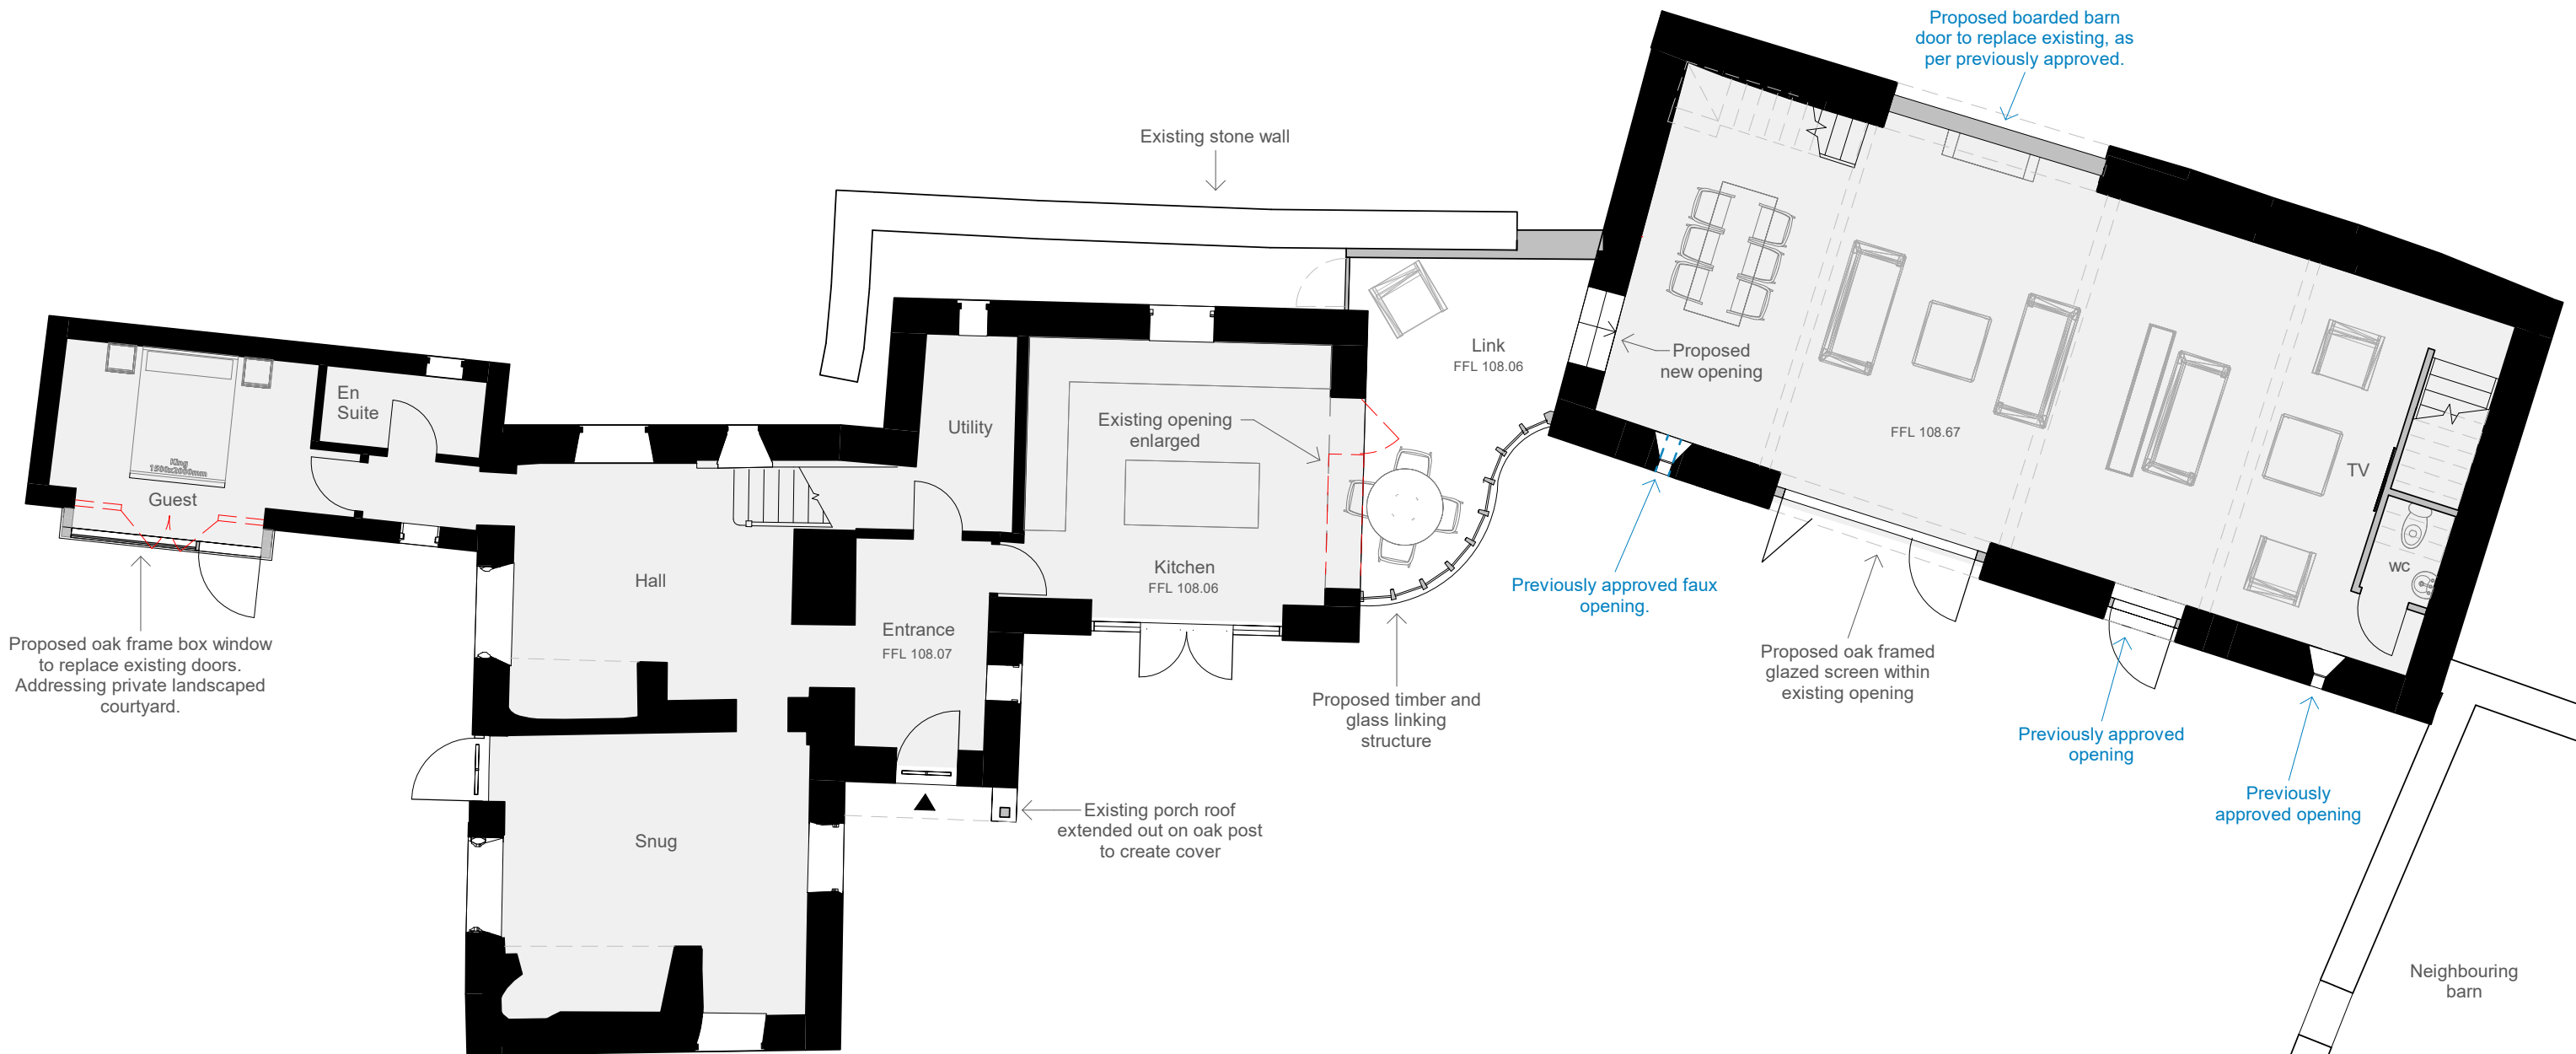 Proposed boarded barn
door to replace existing, as
per previously approved.
Existing stone wall
Link
FFL 108.06
Proposed
new opening
En
Suite
King
1500x2000mm
Guest
Utility
Existing opening
enlarged
FFL 108.67
TV
wc
Hall
Kitchen
FFL 108.06
Entrance
FFL 108.07
Previously approved faux
opening.
Proposed oak frame box window
to replace existing doors.
Addressing private landscaped
courtyard.
Proposed timber and
glass linking
structure
Proposed oak framed
glazed screen within
existing opening
Previously approved
opening
Previously
approved opening
Existing porch roof
extended out on oak post
to create cover
Snug
Neighbouring
barn